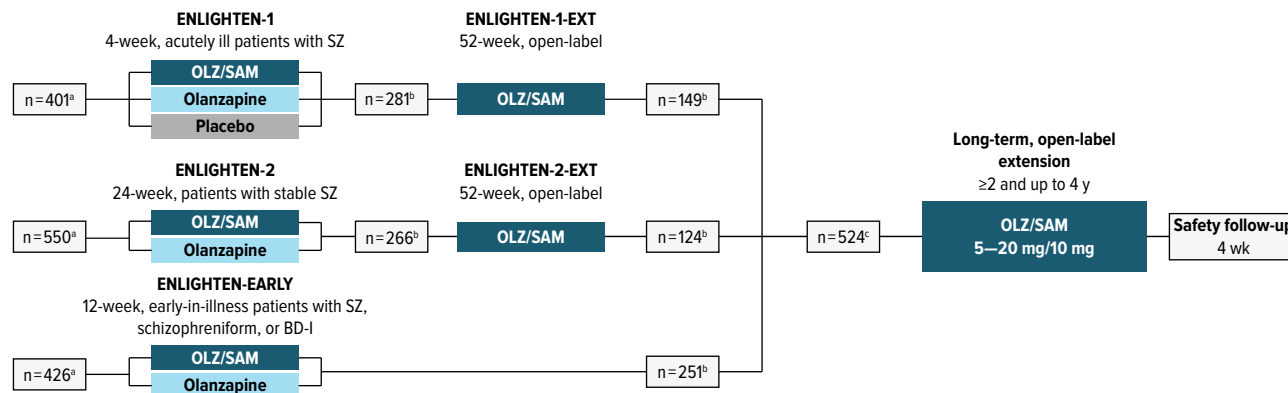 ENLIGHTEN-1
4-week, acutely ill patients with SZ
n=401ᵃ
OLZ/SAM
Olanzapine
Placebo
n=281ᵇ
ENLIGHTEN-1-EXT
52-week, open-label
OLZ/SAM
n=149ᵇ
ENLIGHTEN-2
24-week, patients with stable SZ
n=550ᵃ
OLZ/SAM
Olanzapine
n=266ᵇ
ENLIGHTEN-2-EXT
52-week, open-label
OLZ/SAM
n=124ᵇ
ENLIGHTEN-EARLY
12-week, early-in-illness patients with SZ,
schizophreniform, or BD-I
n=426ᵃ
OLZ/SAM
Olanzapine
n=251ᵇ
n=524ᶜ
Long-term, open-label
extension
≥2 and up to 4 y
OLZ/SAM
5—20 mg/10 mg
Safety follow-up
4 wk